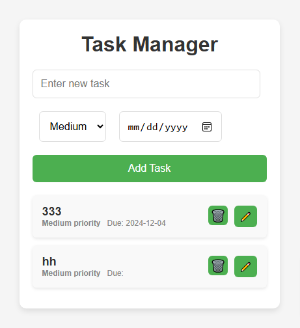 Task Manager
Enter new task
Medium mm/dd/yyyy
Add Task
333
Medium priority Due: 2024-12-04
hh
Medium priority Due: